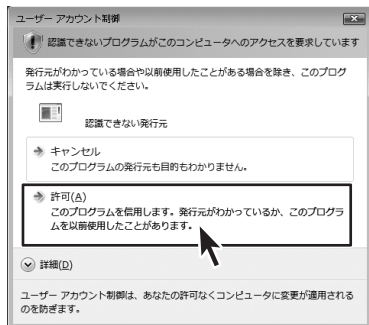 ユーザー アカウント制御
認識できないプログラムがこのコンピュータへのアクセスを要求しています
発行元がわかっている場合や以前使用したことがある場合を除き、このプログ
ラムは実行しないでください。
認識できない発行元
キャンセル
このプログラムの発行元も目的もわかりません。
許可(A)
このプログラムを信用します。発行元がわかっているか、このプログラ
ムを以前使用したことがあります。
詳細(D)
ユーザー アカウント制御は、あなたの許可なくコンピュータに変更が適用される
のを防ぎます。